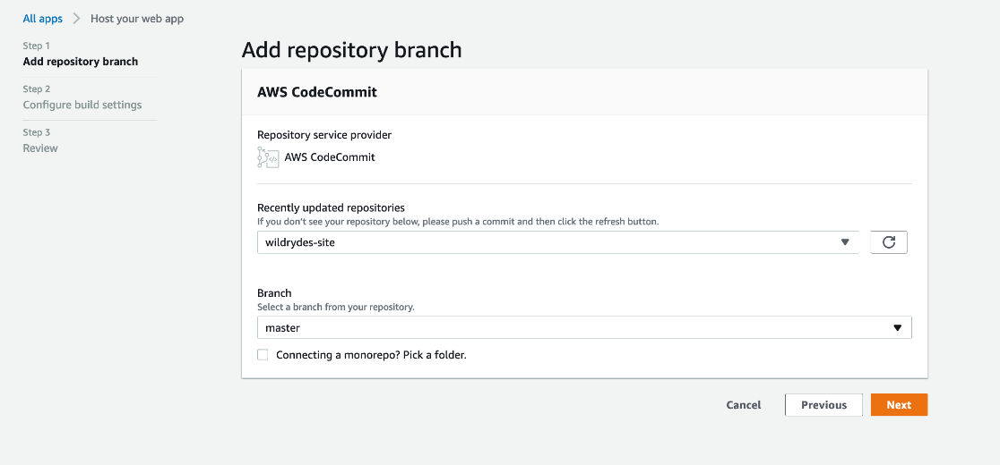 All apps > Host your web app
Step 1
Add repository branch
Step 2
Configure build settings
Step 3
Review
Add repository branch
AWS CodeCommit
Repository service provider
AWS CodeCommit
Recently updated repositories
If you don't see your repository below, please push a commit and then click the refresh button.
wildrydes-site
Branch
Select a branch from your repository.
master
Connecting a monorepo? Pick a folder.
Cancel Previous Next